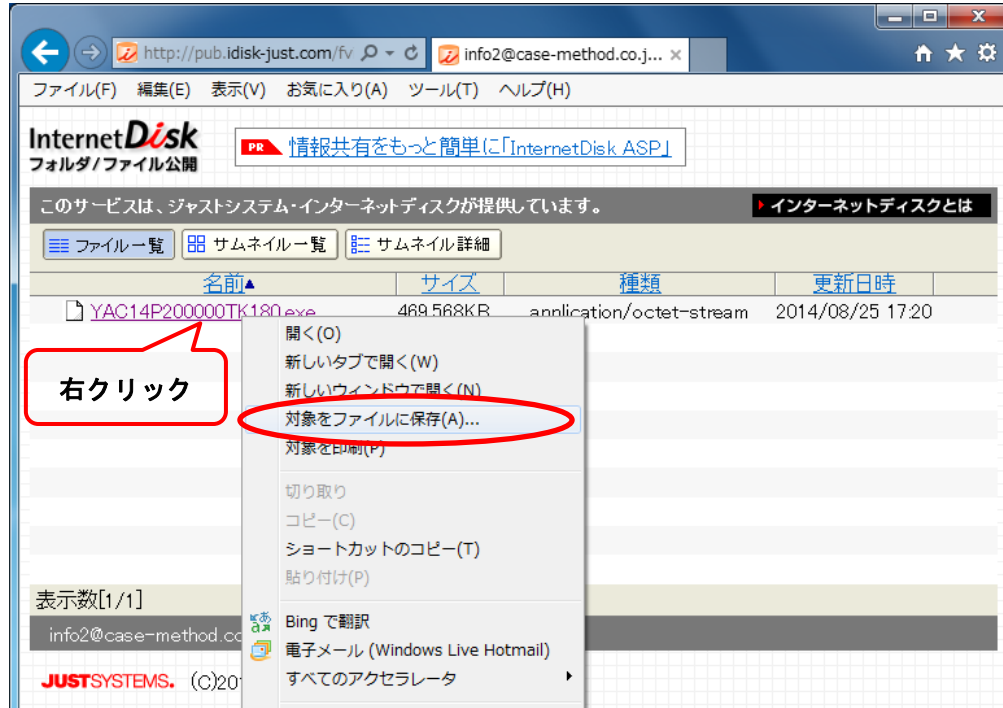 http://pub.idisk-just.com/fv
info2@case-method.co.j...
ファイル(F) 編集(E) 表示(V) お気に入り(A) ツール(T) ヘルプ(H)
InternetDisk
フォルダ/ファイル公開
PR 情報共有をもっと簡単に「InternetDisk ASP」
このサービスは、ジャストシステム・インターネットディスクが提供しています。
インターネットディスクとは
ファイル一覧 サムネイル一覧 サムネイル詳細
名前▲ サイズ 種類 更新日時
YAC14P200000TK180.exe 469,568KB application/octet-stream 2014/08/25 17:20
右クリック
開く(O)
新しいタブで開く(W)
新しいウィンドウで開く(N)
対象をファイルに保存(A)...
対象を印刷(P)
切り取り
コピー(C)
ショートカットのコピー(T)
貼り付け(P)
Bing で翻訳
電子メール (Windows Live Hotmail)
すべてのアクセラレータ
表示数[1/1]
info2@case-method.co
JUSTSYSTEMS. (C)20